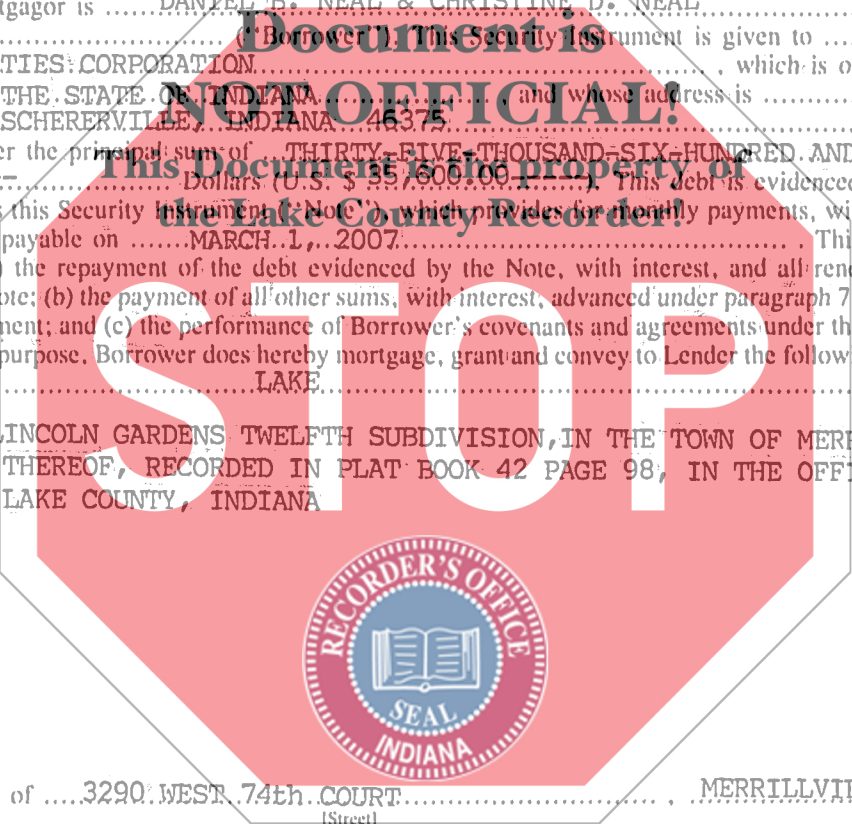 tgagor is ...... DANIEL B. NEAL & CHRISTINE D. NEAL
Document is
("Borrower"). This Security Instrument is given to
TIES CORPORATION , which is o
NOT OFFICIAL!
THE STATE OF INDIANA , and whose address is
SCHERERVILLE, INDIANA 46375
er the principal sum of THIRTY-FIVE-THOUSAND-SIX-HUNDRED AND
This Document is the property of
Dollars (U.S. $ 35,600.00-----). This debt is evidenced
the Lake County Recorder!
s this Security Instrument ("Note"), which provides for monthly payments, wi
payable on ...... MARCH 1, 2007 Thi
) the repayment of the debt evidenced by the Note, with interest, and all rene
ote; (b) the payment of all other sums, with interest, advanced under paragraph 7
ment; and (c) the performance of Borrower's covenants and agreements under th
purpose, Borrower does hereby mortgage, grant and convey to Lender the follow
LAKE
STOP
LINCOLN GARDENS TWELFTH SUBDIVISION, IN THE TOWN OF MERR
THEREOF, RECORDED IN PLAT BOOK 42 PAGE 98, IN THE OFFI
LAKE COUNTY, INDIANA
RECORDER'S OFFICE
SEAL
INDIANA
of .... 3290 WEST 74th COURT , MERRILLVIL
[Street]